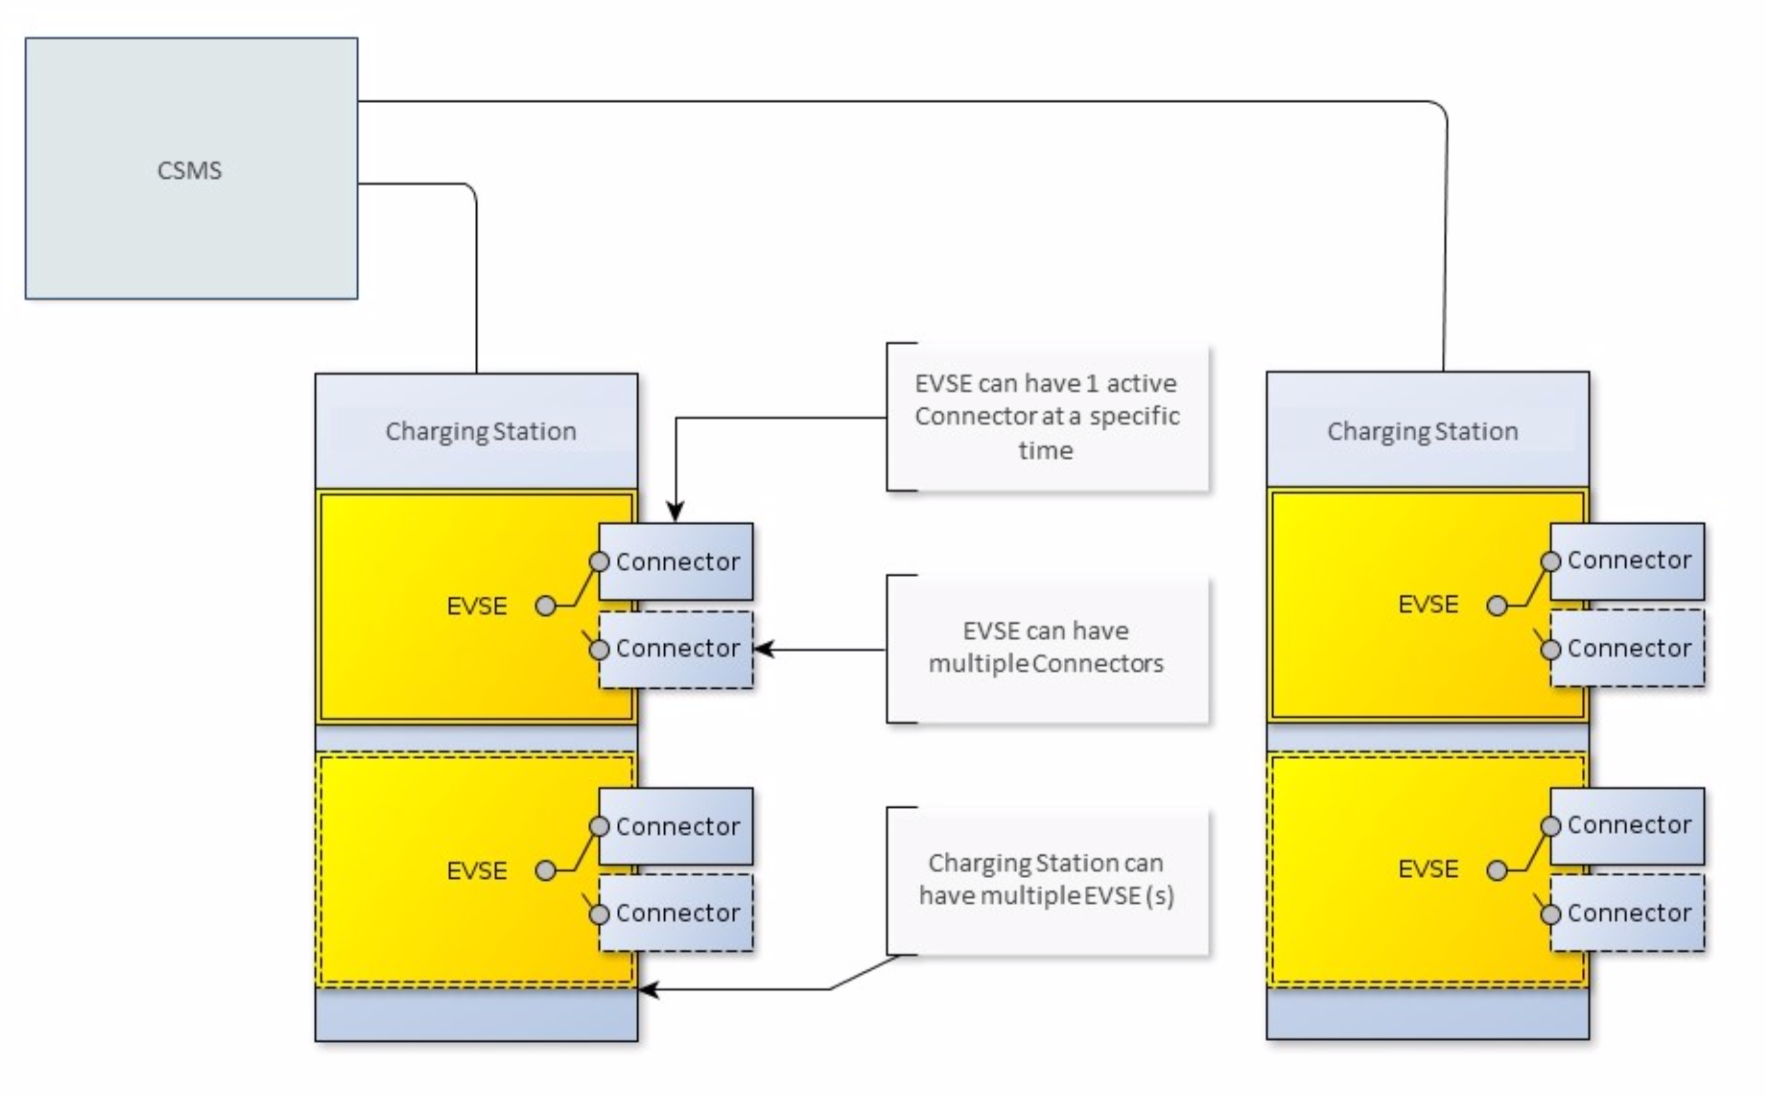 CSMS
Charging Station
EVSE
Connector
Connector
EVSE
Connector
Connector
EVSE can have 1 active
Connector at a specific
time
EVSE can have
multiple Connectors
Charging Station can
have multiple EVSE (s)
Charging Station
EVSE
Connector
Connector
EVSE
Connector
Connector